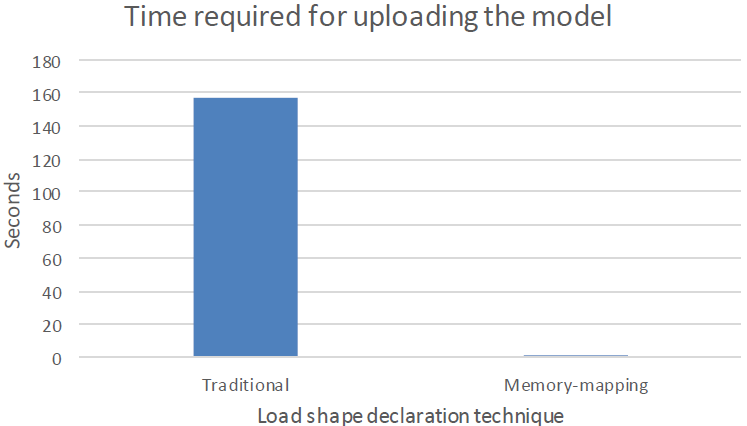 Time required for uploading the model
180
160
140
120
100
80
60
40
20
0
Seconds
Traditional
Memory-mapping
Load shape declaration technique